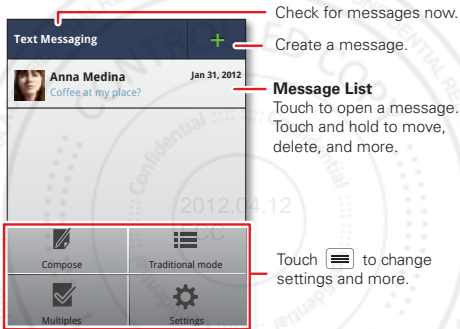 Check for messages now.
Text Messaging
Create a message.
Anna Medina
Jan 31, 2012
Coffee at my place?
Message List
Touch to open a message.
Touch and hold to move,
delete, and more.
2012.04.12
FCC
Compose
Traditional mode
Multiples
Settings
Touch to change
settings and more.
Confidential